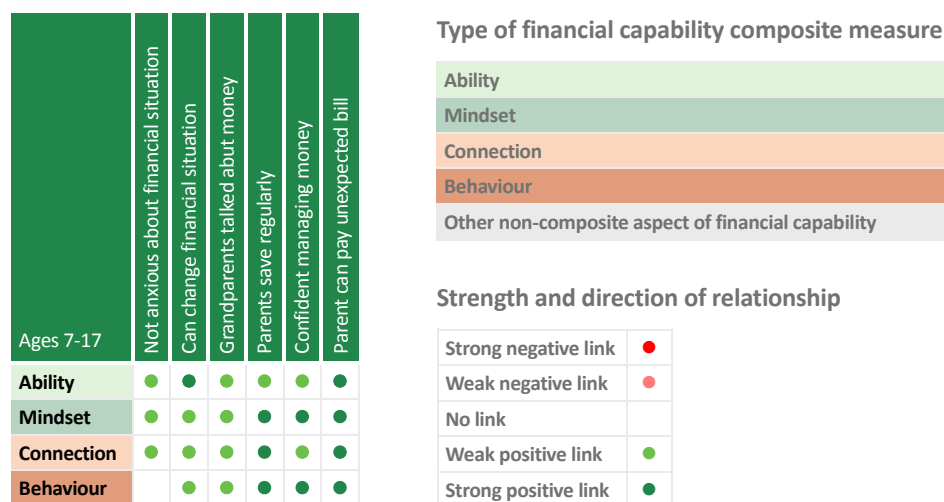 Ages 7-17
Not anxious about financial situation
Can change financial situation
Grandparents talked abut money
Parents save regularly
Confident managing money
Parent can pay unexpected bill
Ability
Mindset
Connection
Behaviour
Type of financial capability composite measure
Ability
Mindset
Connection
Behaviour
Other non-composite aspect of financial capability
Strength and direction of relationship
Strong negative link
Weak negative link
No link
Weak positive link
Strong positive link